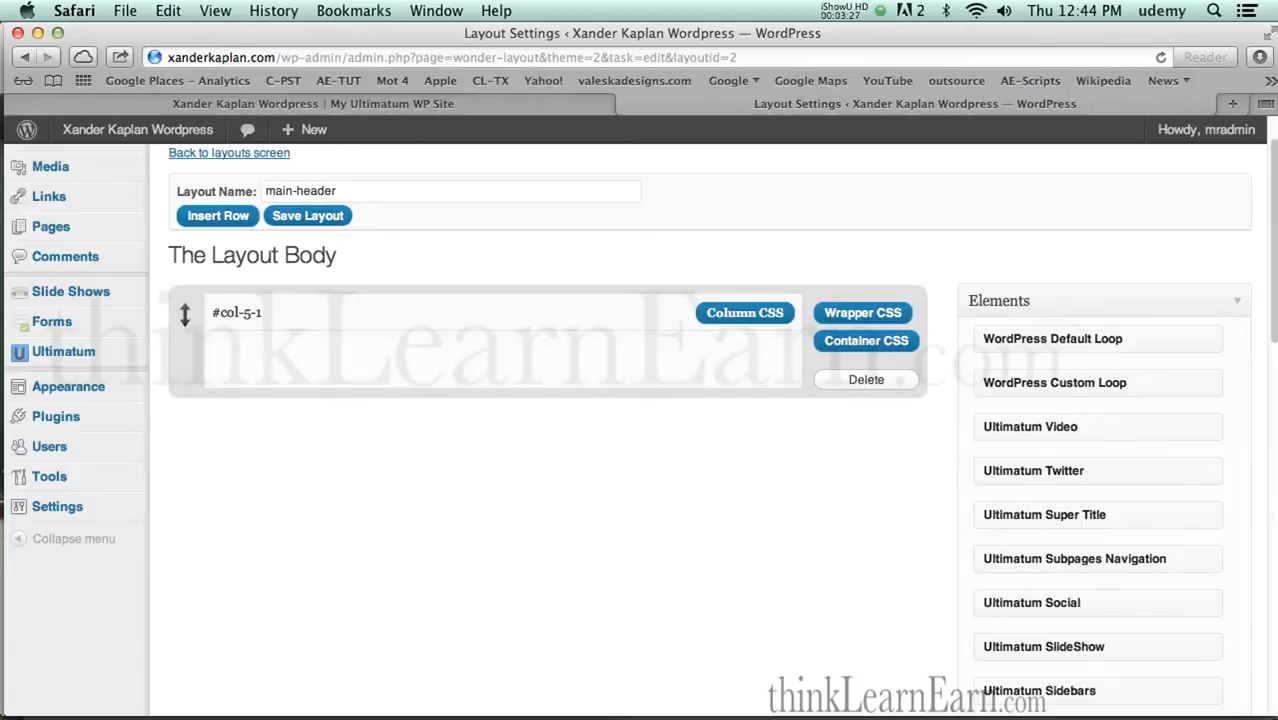 Safari File Edit View History Bookmarks Window Help iShowU HD 00:03:27 2 Thu 12:44 PM udemy
Layout Settings ‹ Xander Kaplan Wordpress — WordPress
xanderkaplan.com/wp-admin/admin.php?page=wonder-layout&theme=2&task=edit&layoutid=2 Reader
Google Places - Analytics C-PST AE-TUT Mot 4 Apple CL-TX Yahoo! valeskadesigns.com Google Google Maps YouTube outsource AE-Scripts Wikipedia News
Xander Kaplan Wordpress | My Ultimatum WP Site Layout Settings ‹ Xander Kaplan Wordpress — WordPress
Xander Kaplan Wordpress + New Howdy, mradmin
Back to layouts screen
Media
Layout Name: main-header
Links
Insert Row Save Layout
Pages
The Layout Body
Comments
Slide Shows
Elements
#col-5-1 Column CSS Wrapper CSS
Forms
Container CSS
WordPress Default Loop
Ultimatum
thinkLearnEarn.com
Delete
WordPress Custom Loop
Appearance
Plugins
Ultimatum Video
Users
Ultimatum Twitter
Tools
Settings
Ultimatum Super Title
Collapse menu
Ultimatum Subpages Navigation
Ultimatum Social
Ultimatum SlideShow
Ultimatum Sidebars
thinkLearnEarn.com